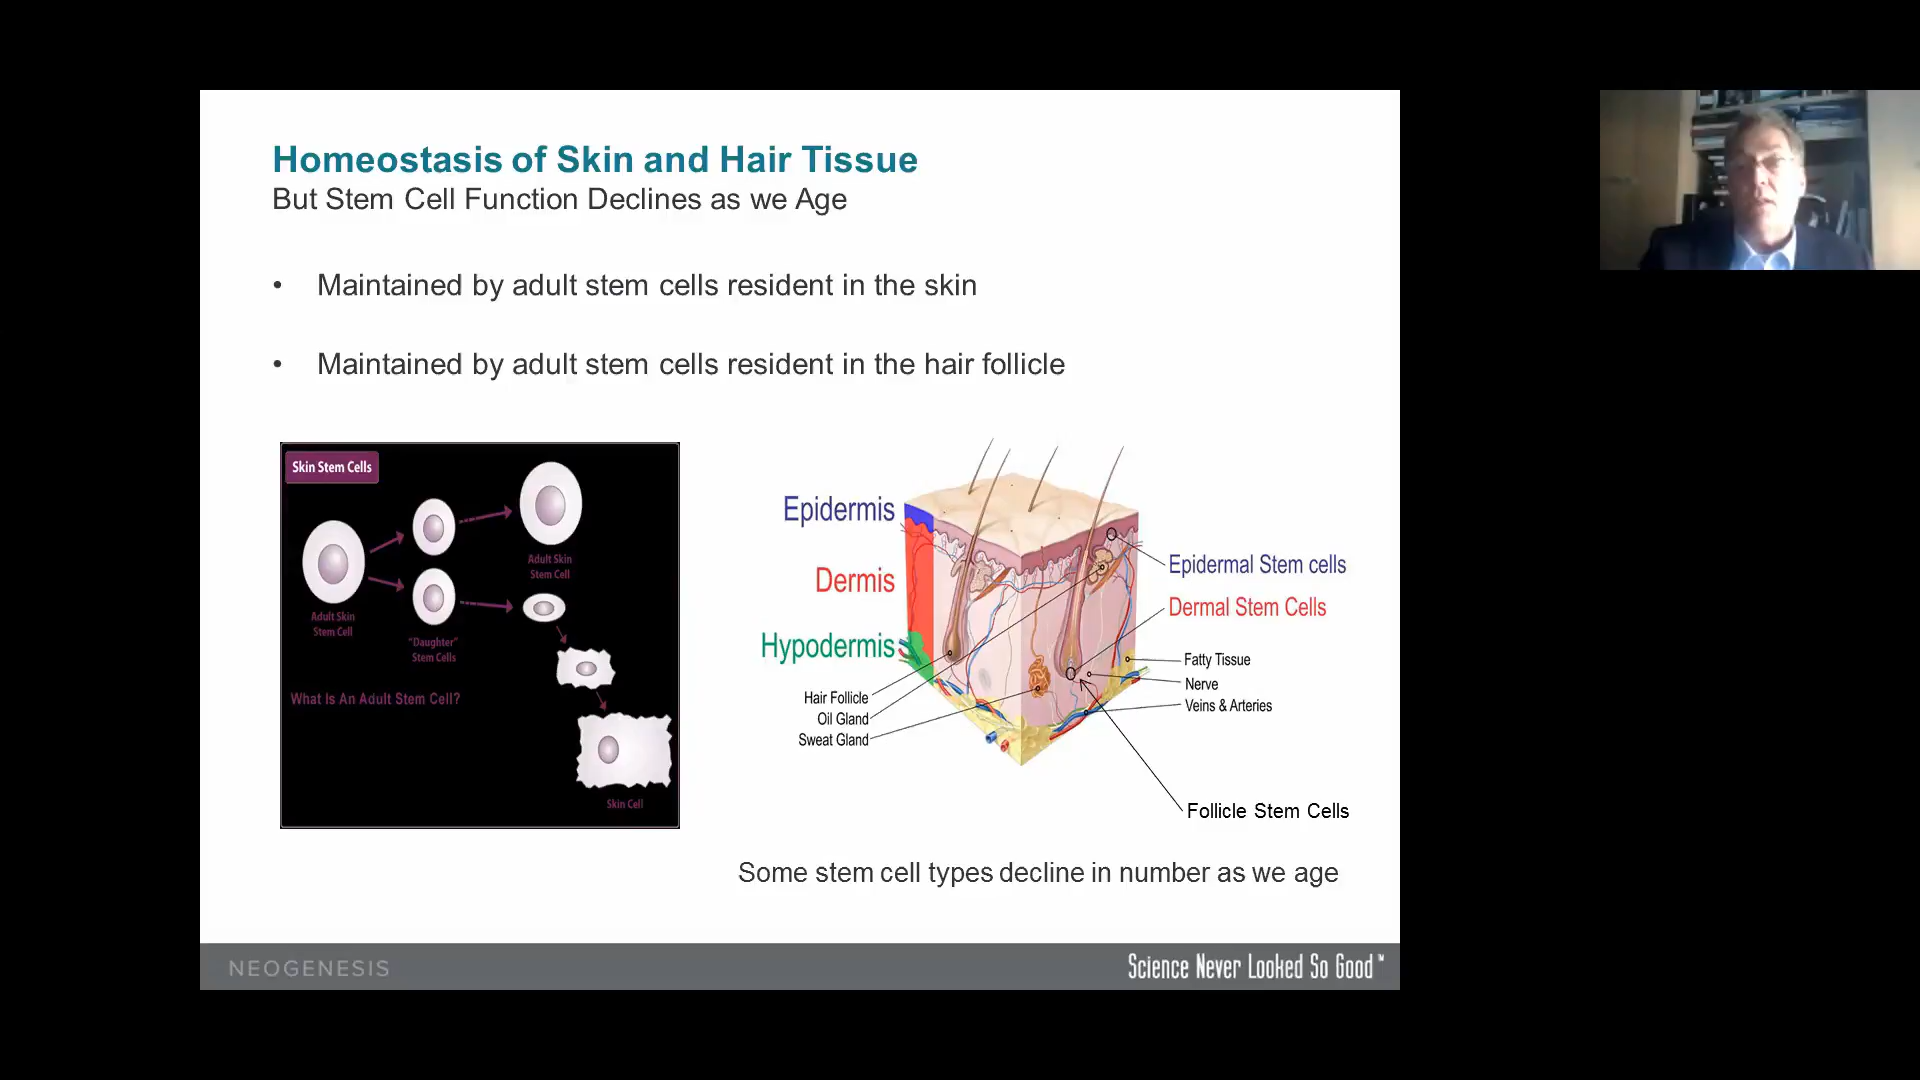 Homeostasis of Skin and Hair Tissue
But Stem Cell Function Declines as we Age
• Maintained by adult stem cells resident in the skin
• Maintained by adult stem cells resident in the hair follicle
Skin Stem Cells
Adult Skin
Stem Cell
Adult Skin
Stem Cell
"Daughter"
Stem Cells
What Is An Adult Stem Cell?
Skin Cell
Epidermis
Dermis
Hypodermis
Hair Follicle
Oil Gland
Sweat Gland
Epidermal Stem cells
Dermal Stem Cells
Fatty Tissue
Nerve
Veins & Arteries
Follicle Stem Cells
Some stem cell types decline in number as we age
NEOGENESIS
Science Never Looked So Good™